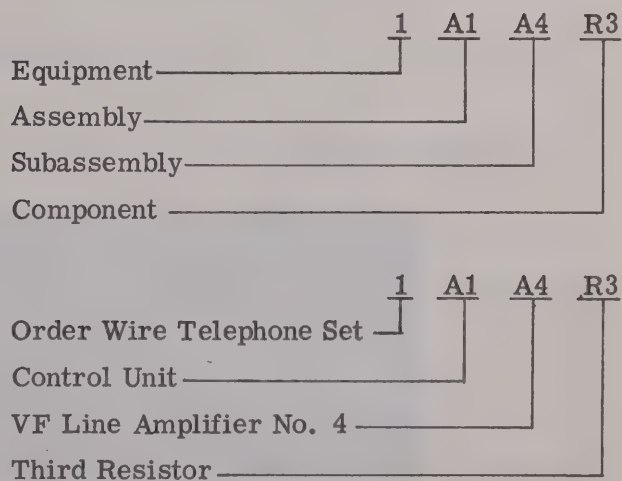 1 A1 A4 R3
Equipment
Assembly
Subassembly
Component
1 A1 A4 R3
Order Wire Telephone Set
Control Unit
VF Line Amplifier No. 4
Third Resistor